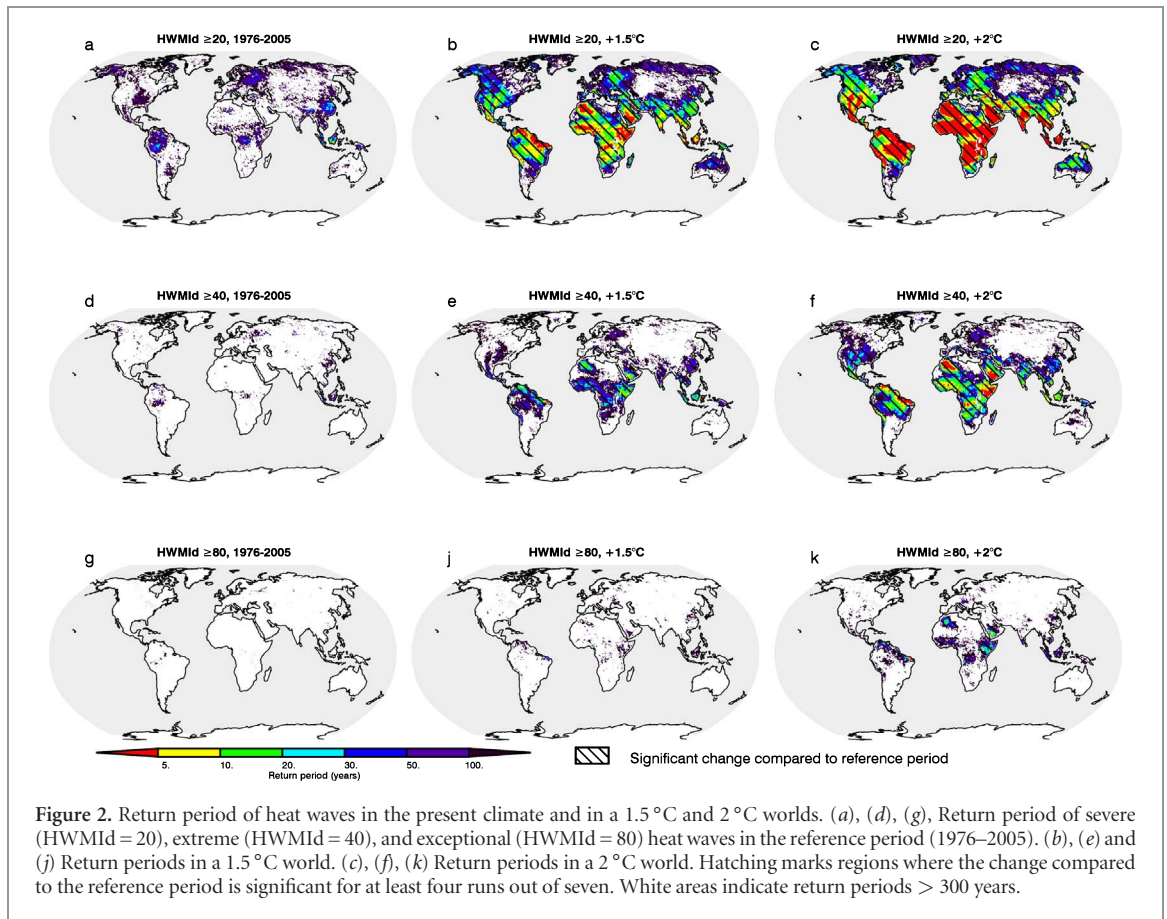 a
HWMId ≥20, 1976-2005
b
HWMId ≥20, +1.5°C
c
HWMId ≥20, +2°C
d
HWMId ≥40, 1976-2005
e
HWMId ≥40, +1.5°C
f
HWMId ≥40, +2°C
g
HWMId ≥80, 1976-2005
j
HWMId ≥80, +1.5°C
k
HWMId ≥80, +2°C
5. 10. 20. 30. 50. 100.
Return period (years)
Significant change compared to reference period
Figure 2. Return period of heat waves in the present climate and in a 1.5 °C and 2 °C worlds. (a), (d), (g), Return period of severe
(HWMId = 20), extreme (HWMId = 40), and exceptional (HWMId = 80) heat waves in the reference period (1976–2005). (b), (e) and
(j) Return periods in a 1.5 °C world. (c), (f), (k) Return periods in a 2 °C world. Hatching marks regions where the change compared
to the reference period is significant for at least four runs out of seven. White areas indicate return periods > 300 years.